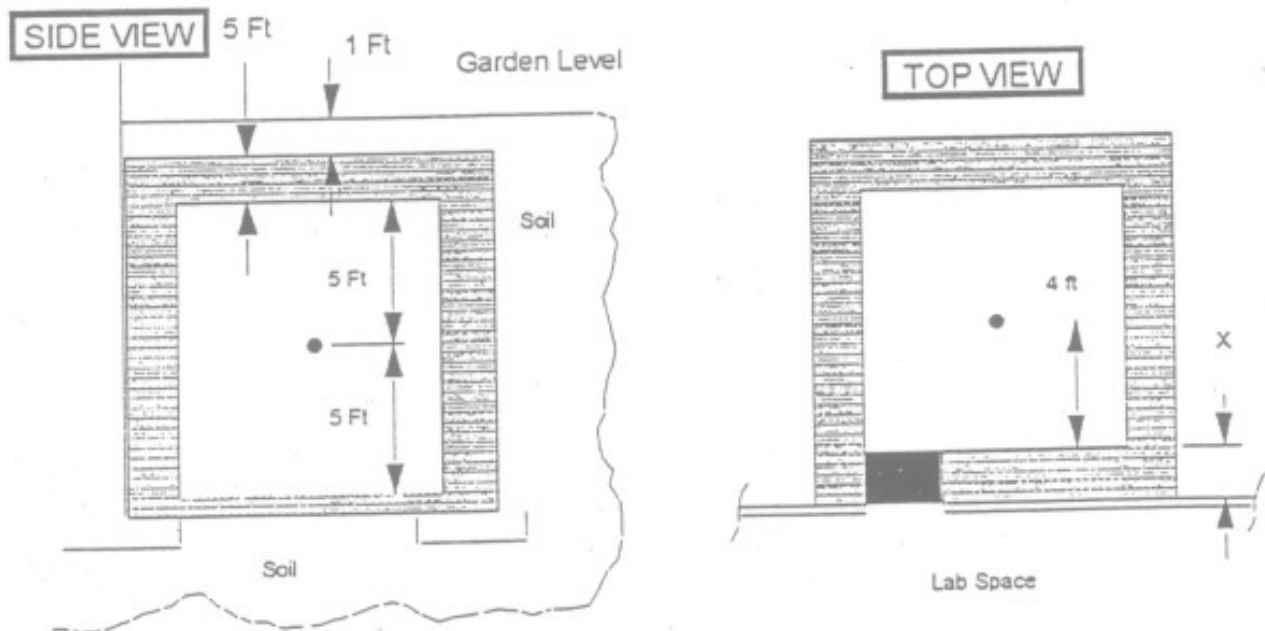 SIDE VIEW
5 Ft
1 Ft
Garden Level
Soil
5 Ft
5 Ft
Soil
TOP VIEW
4 ft
X
Lab Space